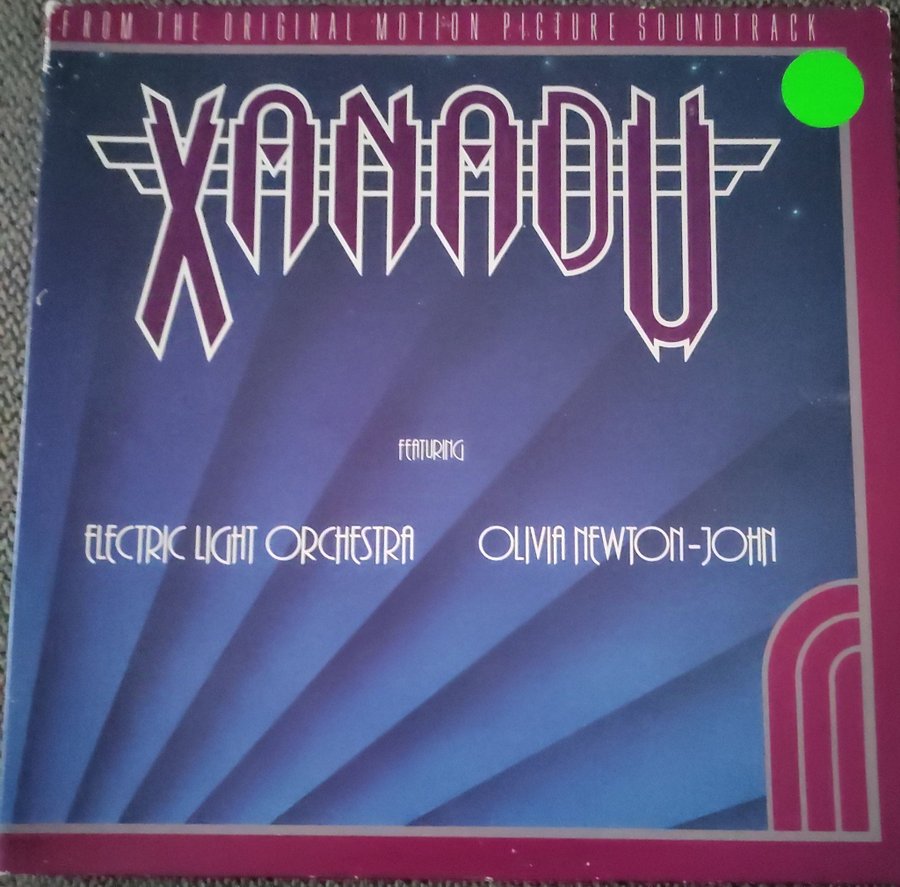 FROM THE ORIGINAL MOTION PICTURE SOUNDTRACK
XANADU
FEATURING
ELECTRIC LIGHT ORCHESTRA OLIVIA NEWTON-JOHN